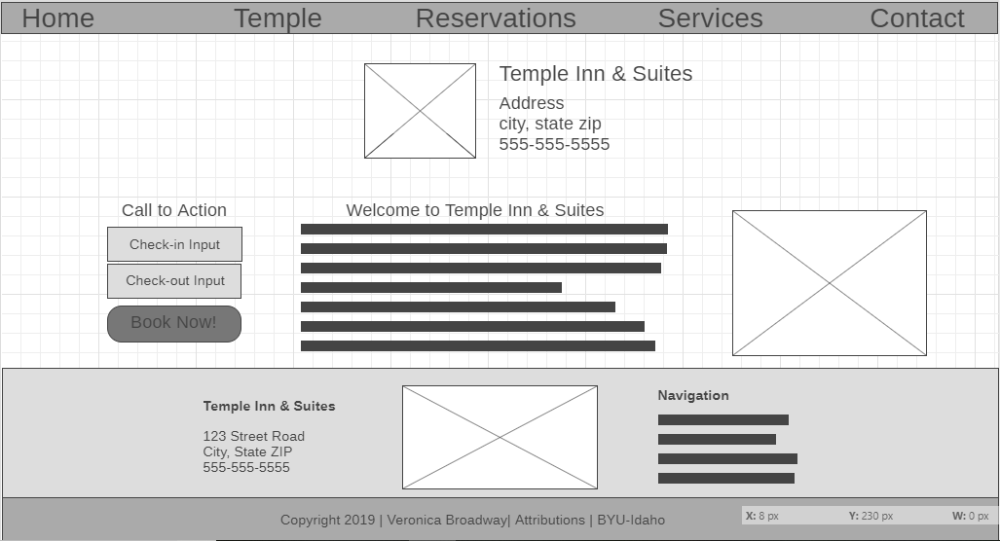 Home Temple Reservations Services Contact
Temple Inn & Suites
Address
city, state zip
555-555-5555
Call to Action
Check-in Input
Check-out Input
Book Now!
Welcome to Temple Inn & Suites
Temple Inn & Suites
123 Street Road
City, State ZIP
555-555-5555
Navigation
Copyright 2019 | Veronica Broadway| Attributions | BYU-Idaho
X: 8 px Y: 230 px W: 0 px